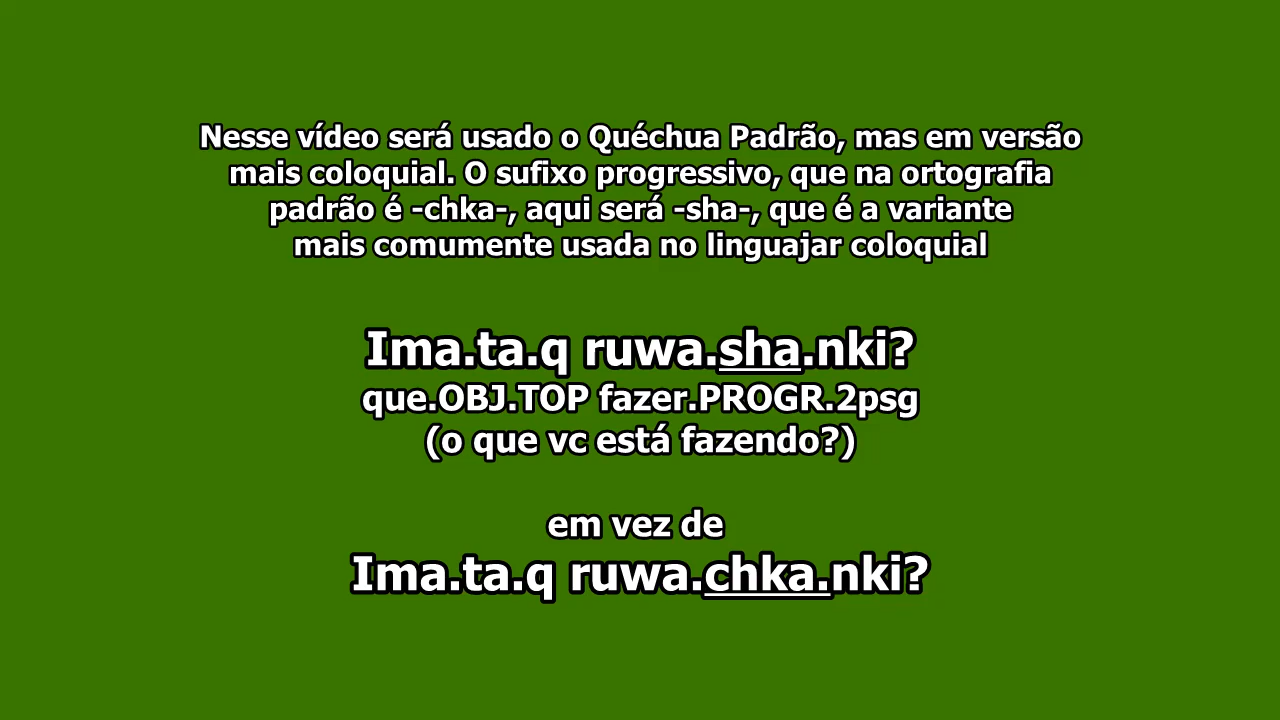 Nesse vídeo será usado o Quéchua Padrão, mas em versão
mais coloquial. O sufixo progressivo, que na ortografia
padrão é -chka-, aqui será -sha-, que é a variante
mais comumente usada no linguajar coloquial
Ima.ta.q ruwa.sha.nki?
que.OBJ.TOP fazer.PROGR.2psg
(o que vc está fazendo?)
em vez de
Ima.ta.q ruwa.chka.nki?